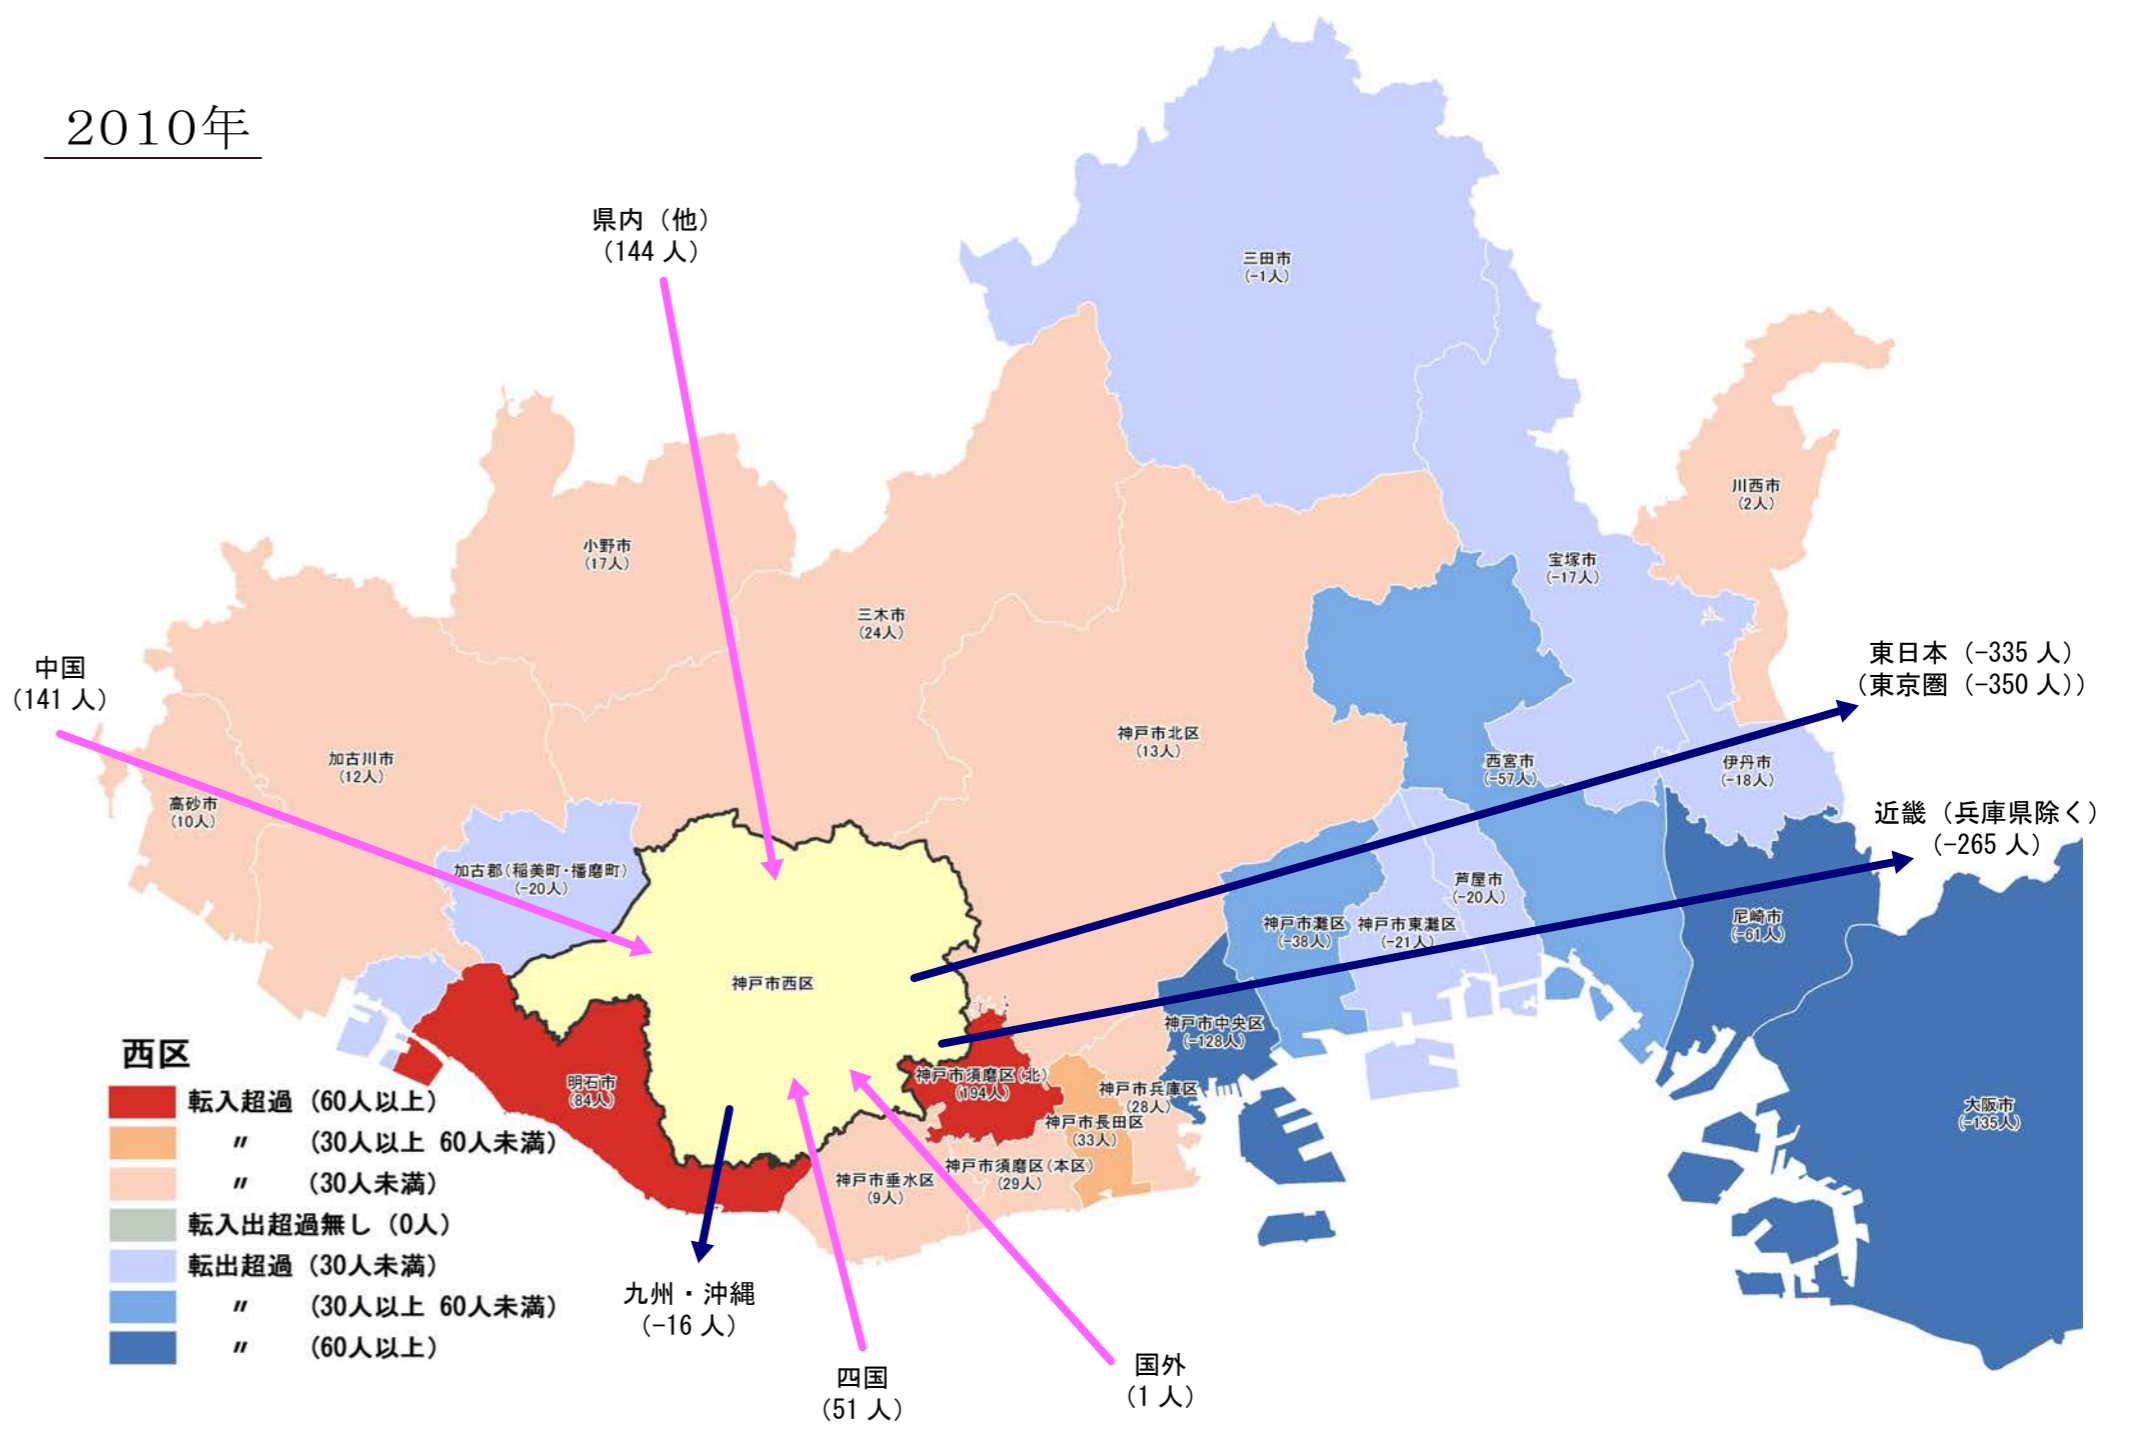 2010年
県内（他）
（144 人）
三田市
(-1人)
川西市
(2人)
小野市
(17人)
宝塚市
(-17人)
三木市
(24人)
東日本（-335 人）
（東京圏（-350 人））
中国
（141 人）
神戸市北区
(13人)
加古川市
(12人)
西宮市
(-57人)
伊丹市
(-18人)
高砂市
(10人)
近畿（兵庫県除く）
（-265 人）
加古郡(稲美町・播磨町)
(-20人)
芦屋市
(-20人)
神戸市灘区
(-38人)
神戸市東灘区
(-21人)
尼崎市
(-61人)
神戸市西区
神戸市中央区
(-128人)
明石市
(84人)
神戸市須磨区(北)
(194人)
神戸市兵庫区
(28人)
神戸市長田区
(33人)
大阪市
(-135人)
神戸市須磨区(本区)
(29人)
神戸市垂水区
(9人)
西区
転入超過（60人以上）
〃 （30人以上 60人未満）
〃 （30人未満）
転入出超過無し（0人）
転出超過（30人未満）
〃 （30人以上 60人未満）
〃 （60人以上）
九州・沖縄
（-16 人）
四国
（51 人）
国外
（1 人）